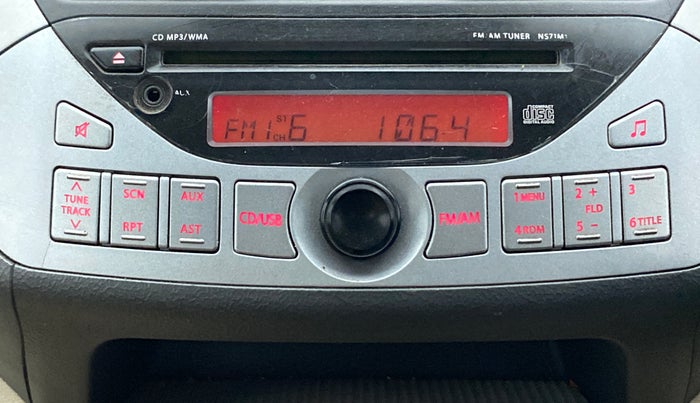 CD MP3/WMA
FM/AM TUNER NS71M1
AUX
FM1 S1 CH 6 106.4
COMPACT
disc
DIGITAL AUDIO
TUNE
TRACK
SCN
RPT
AUX
AST
CD/USB
FM/AM
1 MENU
4 RDM
2 +
FLD
5 -
3
6 TITLE